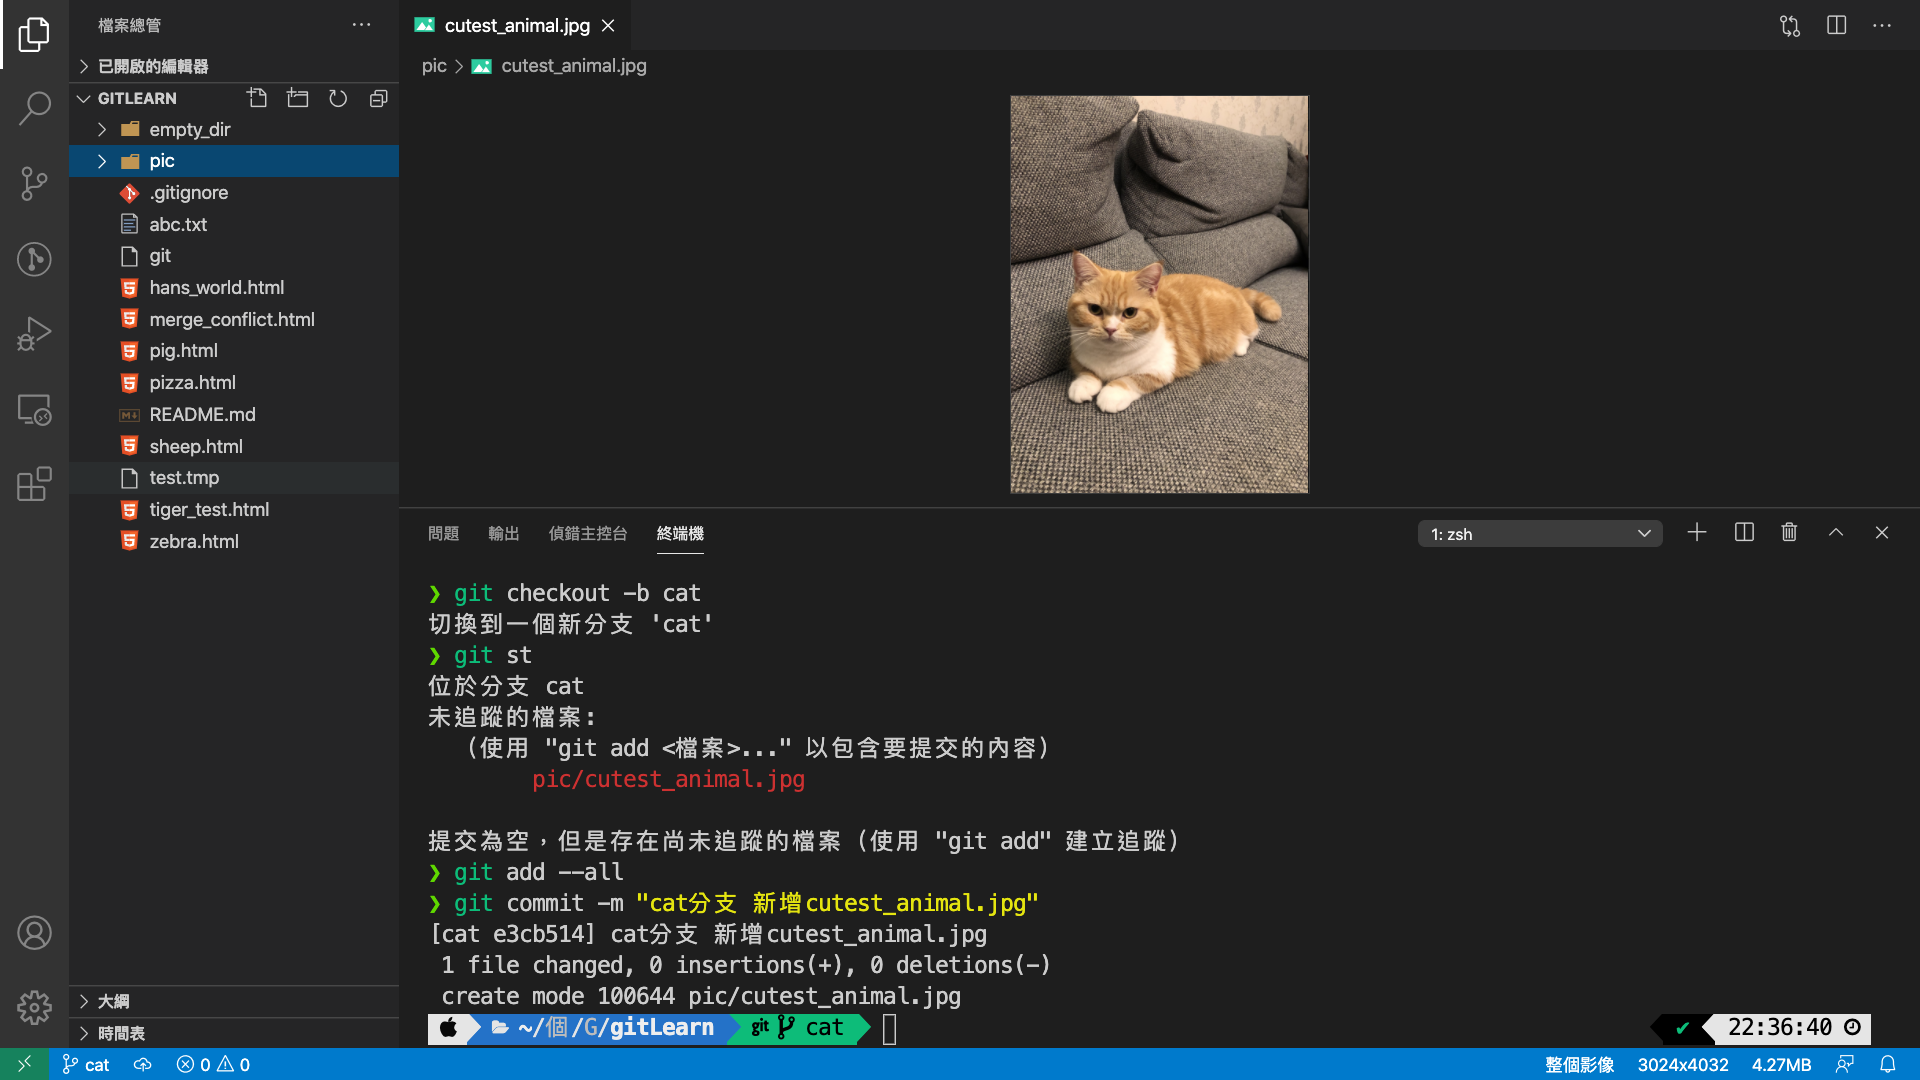 檔案總管
已開啟的編輯器
GITLEARN
empty_dir
pic
.gitignore
abc.txt
git
hans_world.html
merge_conflict.html
pig.html
pizza.html
README.md
sheep.html
test.tmp
tiger_test.html
zebra.html
大綱
時間表
cutest_animal.jpg
pic > cutest_animal.jpg
問題 輸出 偵錯主控台 終端機 1: zsh
❯ git checkout -b cat
切換到一個新分支 'cat'
❯ git st
位於分支 cat
未追蹤的檔案:
（使用 "git add <檔案>..." 以包含要提交的內容）
pic/cutest_animal.jpg
提交為空，但是存在尚未追蹤的檔案（使用 "git add" 建立追蹤）
❯ git add --all
❯ git commit -m "cat分支 新增cutest_animal.jpg"
[cat e3cb514] cat分支 新增cutest_animal.jpg
1 file changed, 0 insertions(+), 0 deletions(-)
create mode 100644 pic/cutest_animal.jpg
~/個/G/gitLearn git cat ✔ 22:36:40
cat 0 0 整個影像 3024x4032 4.27MB